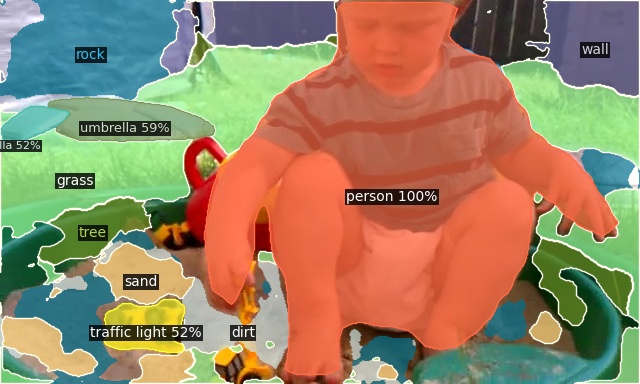 rock
wall
umbrella 59%
lla 52%
grass
person 100%
tree
sand
traffic light 52%
dirt